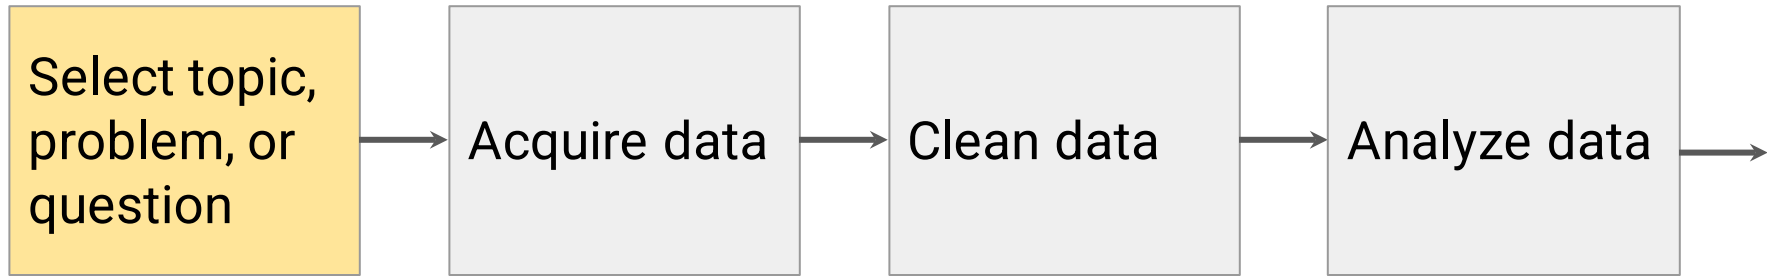 Select topic,
problem, or
question
Acquire data
Clean data
Analyze data